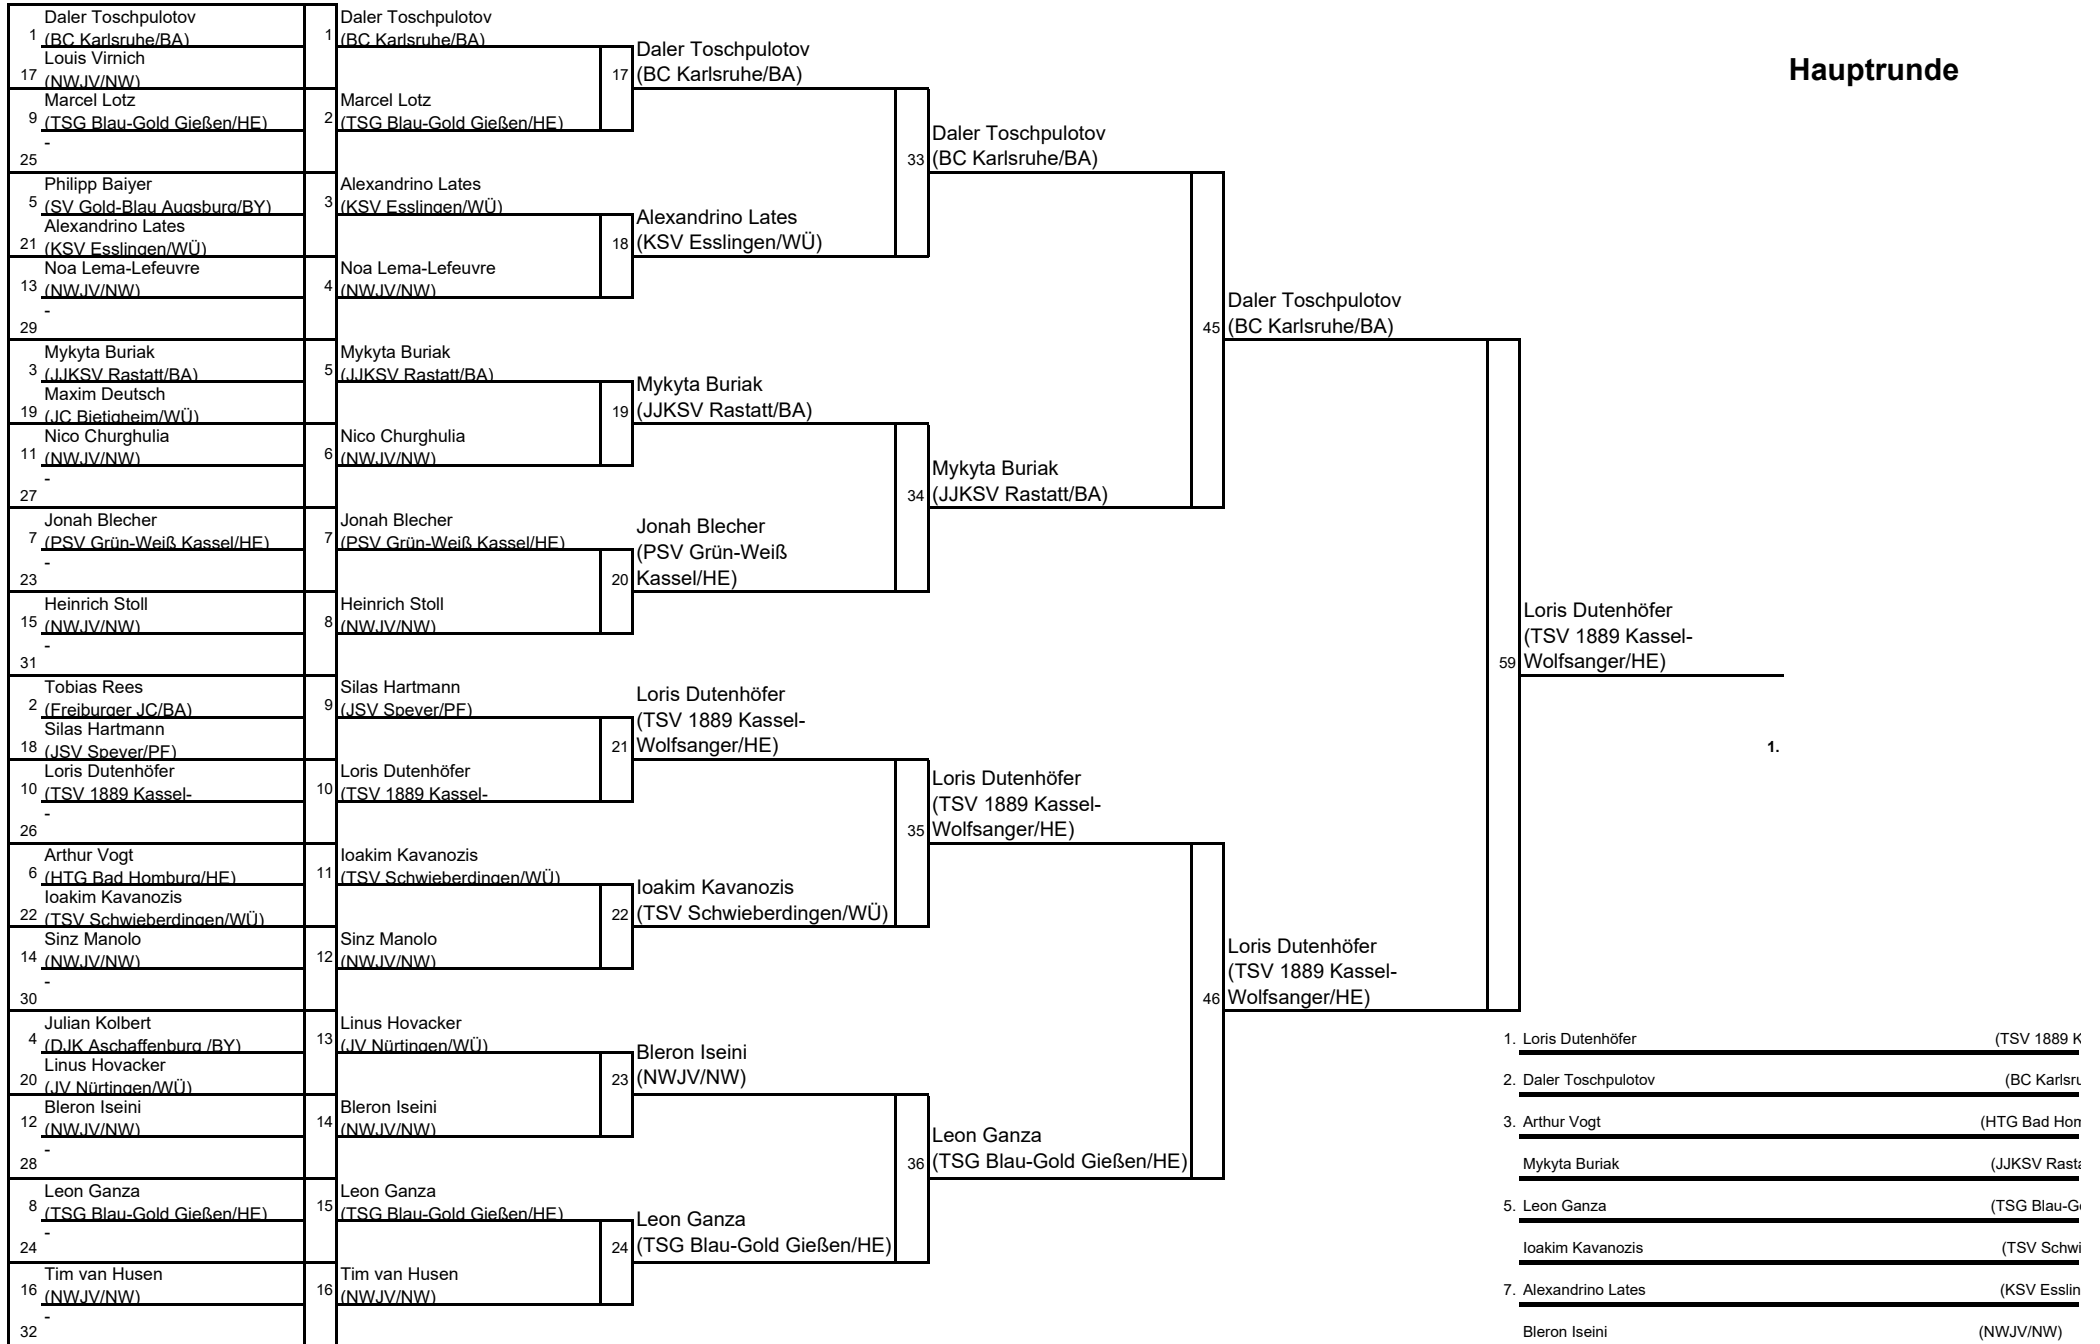 Hauptrunde
1 Daler Toschpulotov
(BC Karlsruhe/BA)
17 Louis Virnich
(NWJV/NW)
9 Marcel Lotz
(TSG Blau-Gold Gießen/HE)
25 -
5 Philipp Baiyer
(SV Gold-Blau Augsburg/BY)
21 Alexandrino Lates
(KSV Esslingen/WÜ)
13 Noa Lema-Lefeuvre
(NWJV/NW)
29 -
3 Mykyta Buriak
(JJKSV Rastatt/BA)
19 Maxim Deutsch
(JC Bietigheim/WÜ)
11 Nico Churghulia
(NWJV/NW)
27 -
7 Jonah Blecher
(PSV Grün-Weiß Kassel/HE)
23 -
15 Heinrich Stoll
(NWJV/NW)
31 -
2 Tobias Rees
(Freiburger JC/BA)
18 Silas Hartmann
(JSV Speyer/PF)
10 Loris Dutenhöfer
(TSV 1889 Kassel-
26 -
6 Arthur Vogt
(HTG Bad Homburg/HE)
22 Ioakim Kavanozis
(TSV Schwieberdingen/WÜ)
14 Sinz Manolo
(NWJV/NW)
30 -
4 Julian Kolbert
(DJK Aschaffenburg /BY)
20 Linus Hovacker
(JV Nürtingen/WÜ)
12 Bleron Iseini
(NWJV/NW)
28 -
8 Leon Ganza
(TSG Blau-Gold Gießen/HE)
24 -
16 Tim van Husen
(NWJV/NW)
32 -
1 Daler Toschpulotov
(BC Karlsruhe/BA)
2 Marcel Lotz
(TSG Blau-Gold Gießen/HE)
3 Alexandrino Lates
(KSV Esslingen/WÜ)
4 Noa Lema-Lefeuvre
(NWJV/NW)
5 Mykyta Buriak
(JJKSV Rastatt/BA)
6 Nico Churghulia
(NWJV/NW)
7 Jonah Blecher
(PSV Grün-Weiß Kassel/HE)
8 Heinrich Stoll
(NWJV/NW)
9 Silas Hartmann
(JSV Speyer/PF)
10 Loris Dutenhöfer
(TSV 1889 Kassel-
11 Ioakim Kavanozis
(TSV Schwieberdingen/WÜ)
12 Sinz Manolo
(NWJV/NW)
13 Linus Hovacker
(JV Nürtingen/WÜ)
14 Bleron Iseini
(NWJV/NW)
15 Leon Ganza
(TSG Blau-Gold Gießen/HE)
16 Tim van Husen
(NWJV/NW)
17 Daler Toschpulotov
(BC Karlsruhe/BA)
18 Alexandrino Lates
(KSV Esslingen/WÜ)
19 Mykyta Buriak
(JJKSV Rastatt/BA)
20 Jonah Blecher
(PSV Grün-Weiß
Kassel/HE)
21 Loris Dutenhöfer
(TSV 1889 Kassel-
Wolfsanger/HE)
22 Ioakim Kavanozis
(TSV Schwieberdingen/WÜ)
23 Bleron Iseini
(NWJV/NW)
24 Leon Ganza
(TSG Blau-Gold Gießen/HE)
33 Daler Toschpulotov
(BC Karlsruhe/BA)
34 Mykyta Buriak
(JJKSV Rastatt/BA)
35 Loris Dutenhöfer
(TSV 1889 Kassel-
Wolfsanger/HE)
36 Leon Ganza
(TSG Blau-Gold Gießen/HE)
45 Daler Toschpulotov
(BC Karlsruhe/BA)
46 Loris Dutenhöfer
(TSV 1889 Kassel-
Wolfsanger/HE)
59 Loris Dutenhöfer
(TSV 1889 Kassel-
Wolfsanger/HE)
1.
1. Loris Dutenhöfer (TSV 1889 K
2. Daler Toschpulotov (BC Karlsru
3. Arthur Vogt (HTG Bad Hom
Mykyta Buriak (JJKSV Rasta
5. Leon Ganza (TSG Blau-Go
Ioakim Kavanozis (TSV Schwi
7. Alexandrino Lates (KSV Esslin
Bleron Iseini (NWJV/NW)